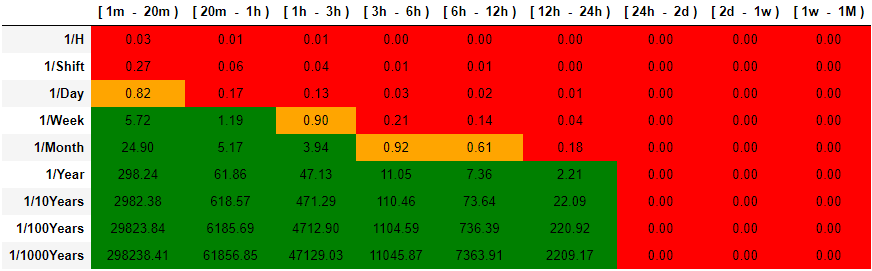 [ 1m - 20m ) [ 20m - 1h ) [ 1h - 3h ) [ 3h - 6h ) [ 6h - 12h ) [ 12h - 24h ) [ 24h - 2d ) [ 2d - 1w ) [ 1w - 1M )
1/H 0.03 0.01 0.01 0.00 0.00 0.00 0.00 0.00 0.00
1/Shift 0.27 0.06 0.04 0.01 0.01 0.00 0.00 0.00 0.00
1/Day 0.82 0.17 0.13 0.03 0.02 0.01 0.00 0.00 0.00
1/Week 5.72 1.19 0.90 0.21 0.14 0.04 0.00 0.00 0.00
1/Month 24.90 5.17 3.94 0.92 0.61 0.18 0.00 0.00 0.00
1/Year 298.24 61.86 47.13 11.05 7.36 2.21 0.00 0.00 0.00
1/10Years 2982.38 618.57 471.29 110.46 73.64 22.09 0.00 0.00 0.00
1/100Years 29823.84 6185.69 4712.90 1104.59 736.39 220.92 0.00 0.00 0.00
1/1000Years 298238.41 61856.85 47129.03 11045.87 7363.91 2209.17 0.00 0.00 0.00